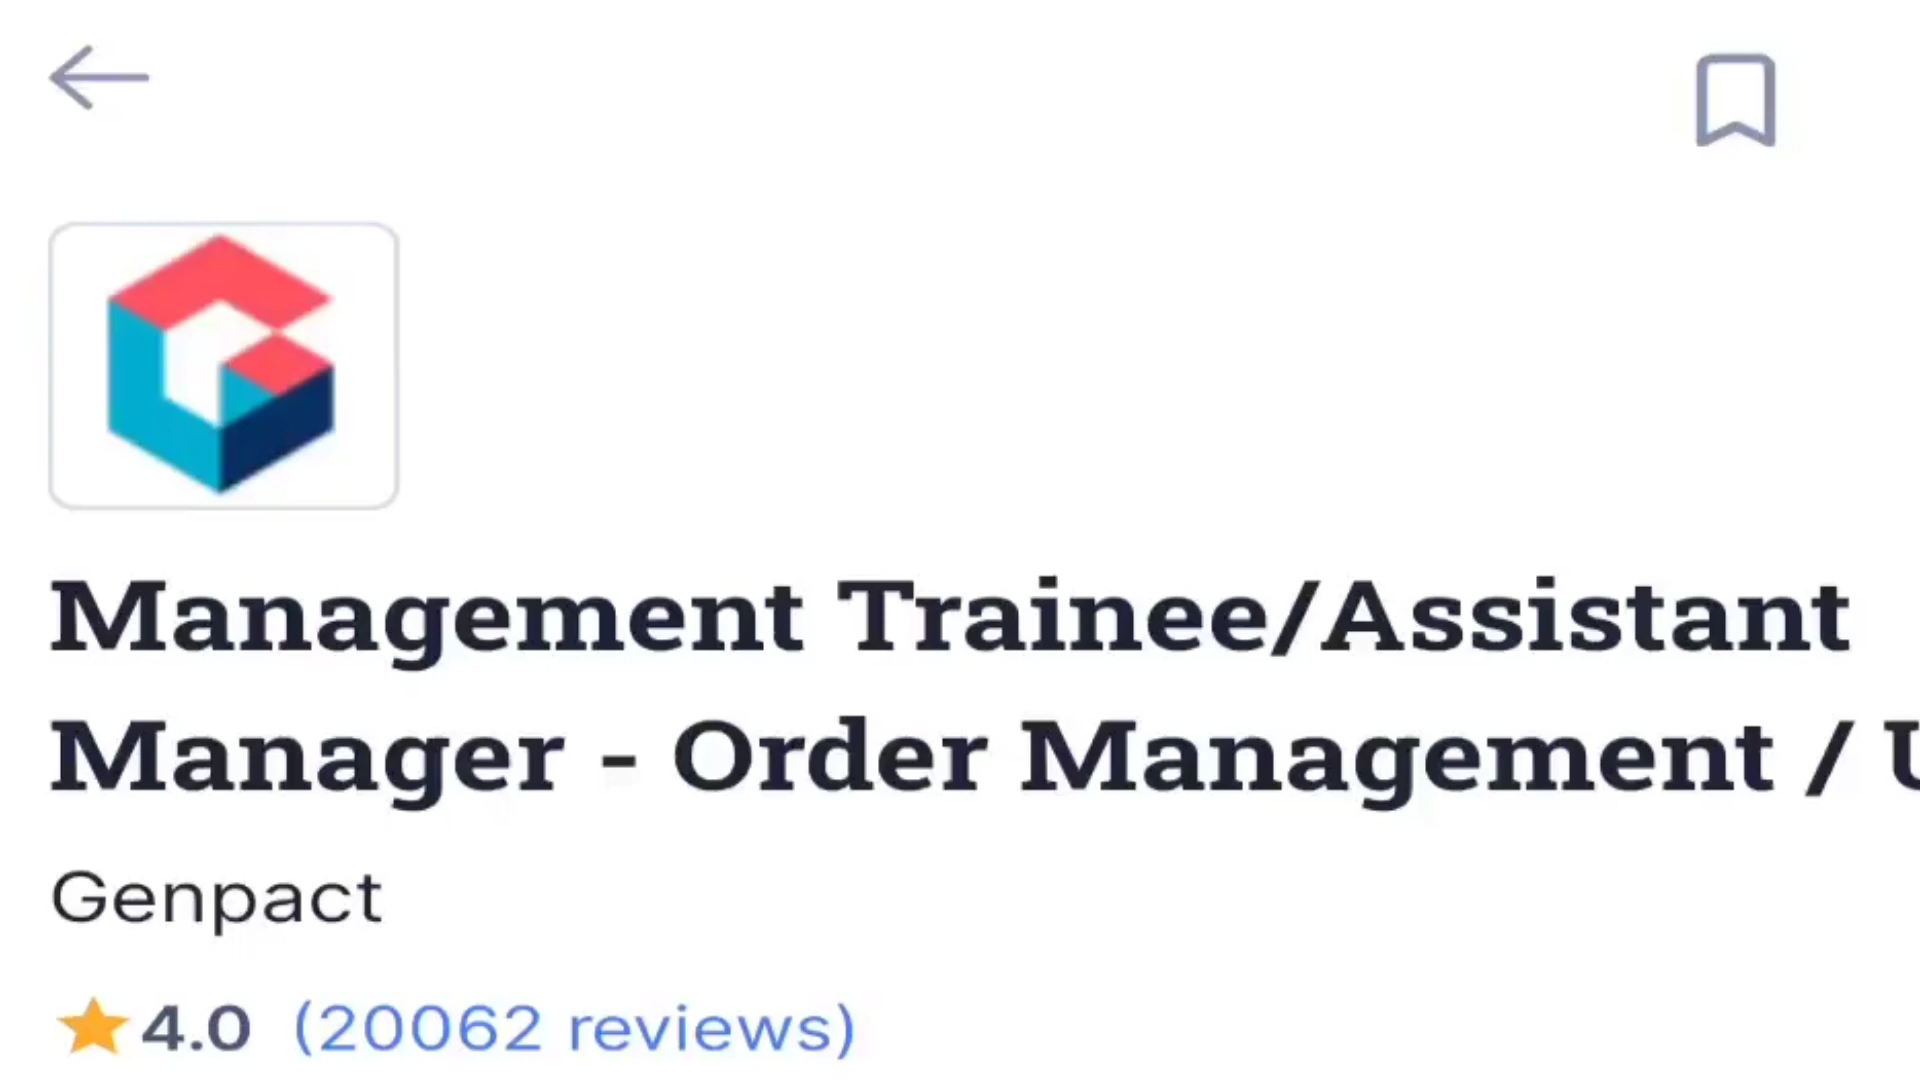 Management Trainee/Assistant
Manager - Order Management /
Genpact
4.0 (20062 reviews)